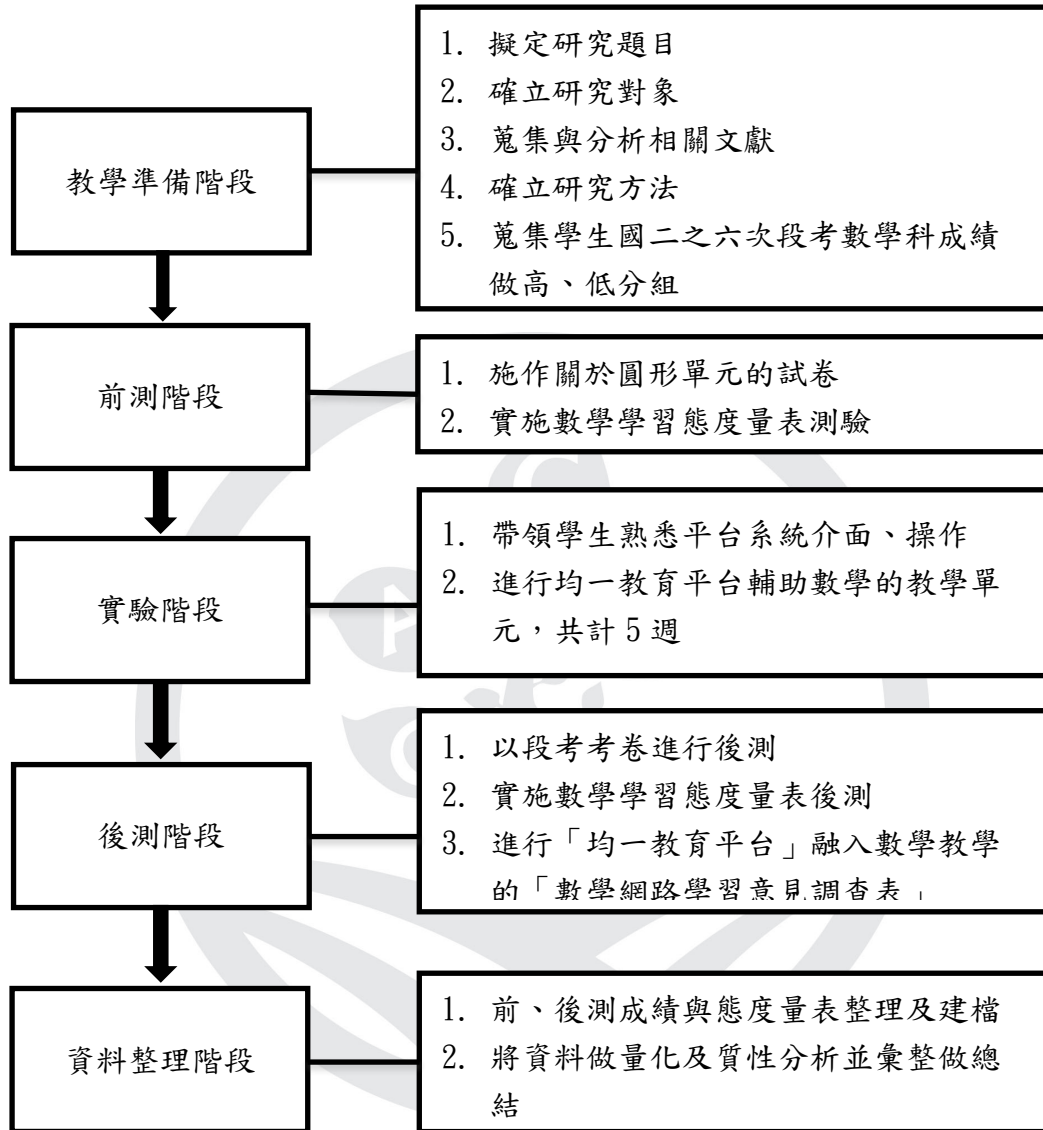 教學準備階段
1. 擬定研究題目
2. 確立研究對象
3. 蒐集與分析相關文獻
4. 確立研究方法
5. 蒐集學生國二之六次段考數學科成績
做高、低分組
前測階段
1. 施作關於圓形單元的試卷
2. 實施數學學習態度量表測驗
實驗階段
1. 帶領學生熟悉平台系統介面、操作
2. 進行均一教育平台輔助數學的教學單
元，共計 5 週
後測階段
1. 以段考考卷進行後測
2. 實施數學學習態度量表後測
3. 進行「均一教育平台」融入數學教學
的「數學網路學習意見調查表」
資料整理階段
1. 前、後測成績與態度量表整理及建檔
2. 將資料做量化及質性分析並彙整做總
結